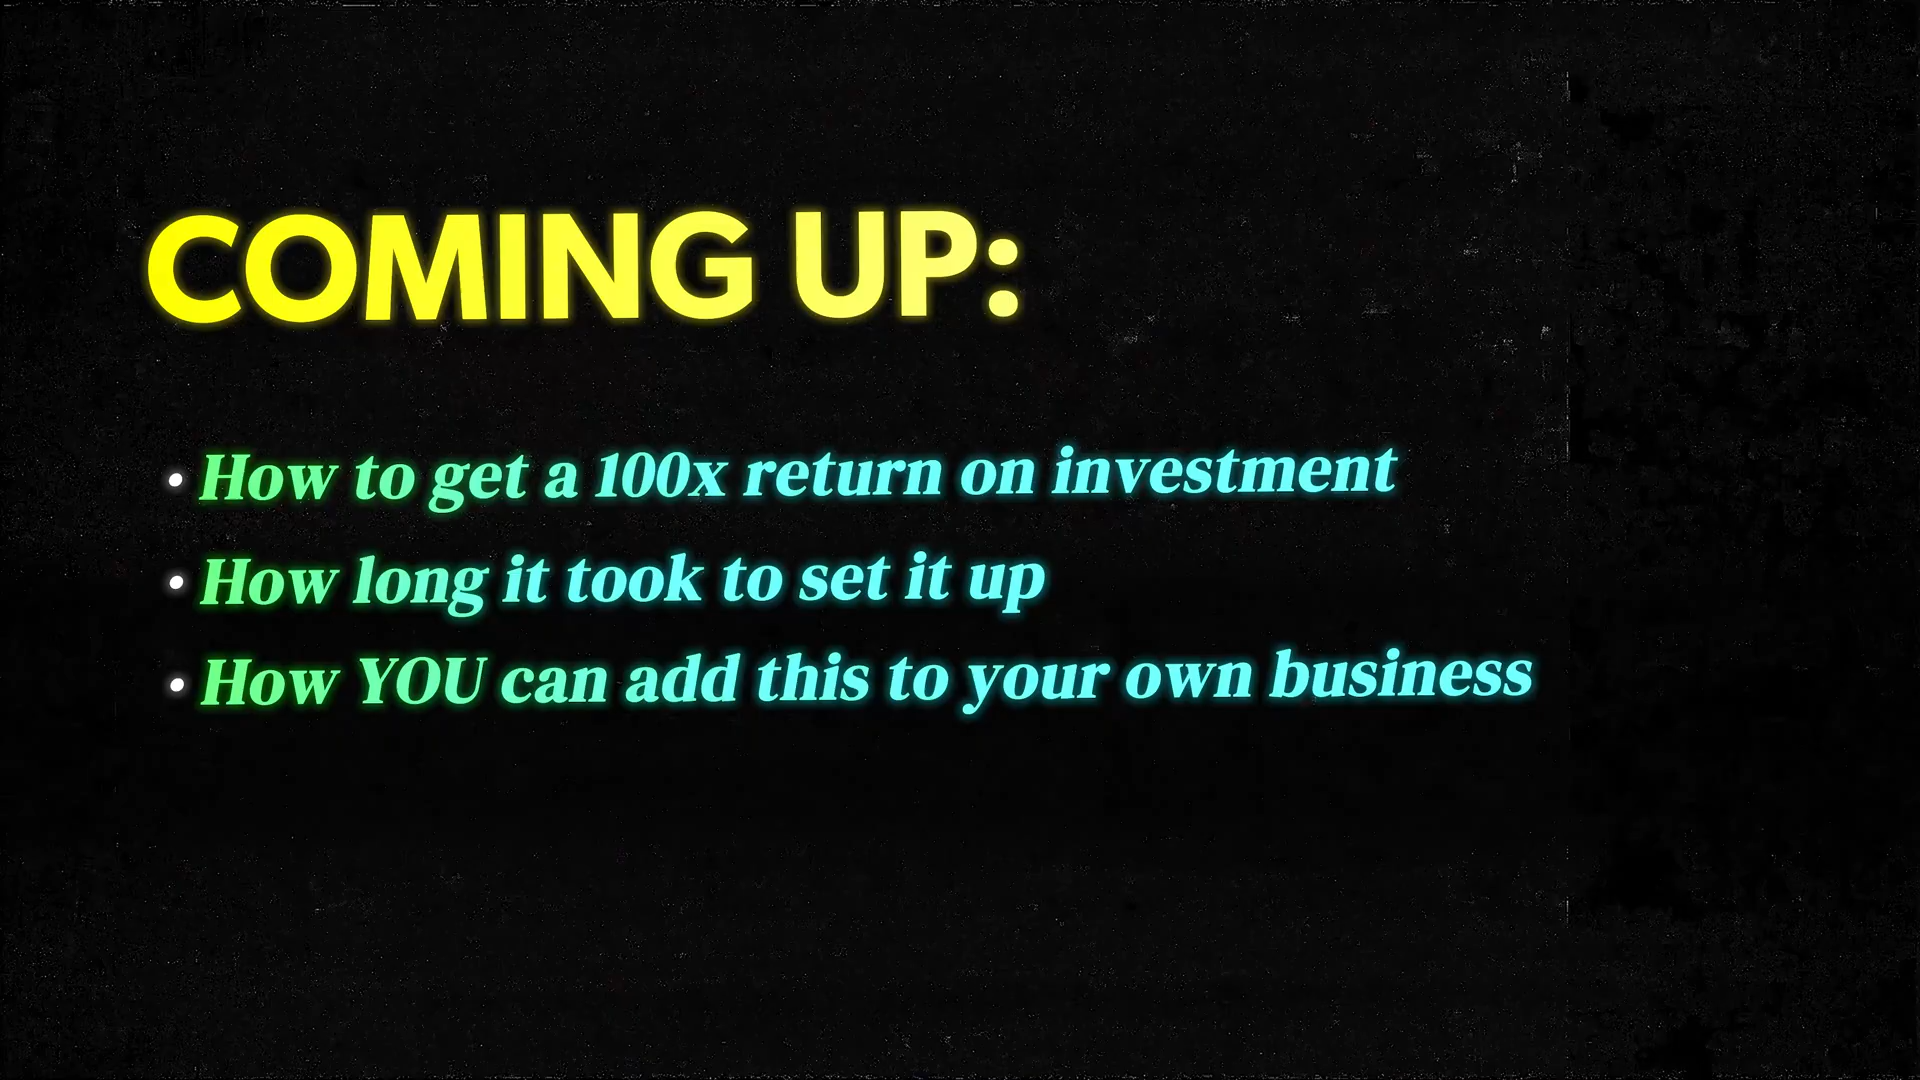 COMING UP:
• How to get a 100x return on investment
• How long it took to set it up
• How YOU can add this to your own business